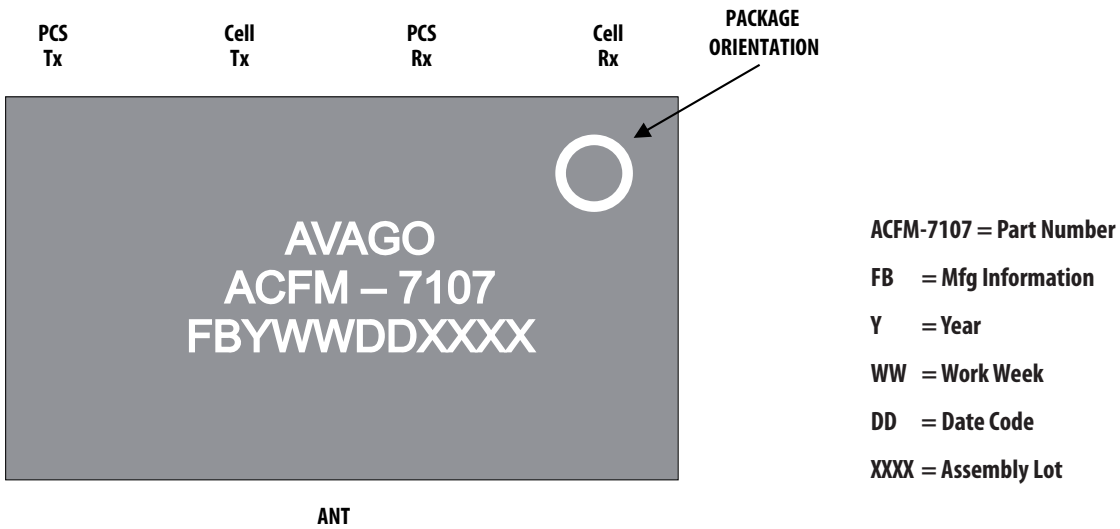 PCS Tx
Cell Tx
PCS Rx
Cell Rx
PACKAGE ORIENTATION
AVAGO
ACFM – 7107
FBYWWDDXXXX
ANT
ACFM-7107 = Part Number
FB = Mfg Information
Y = Year
WW = Work Week
DD = Date Code
XXXX = Assembly Lot